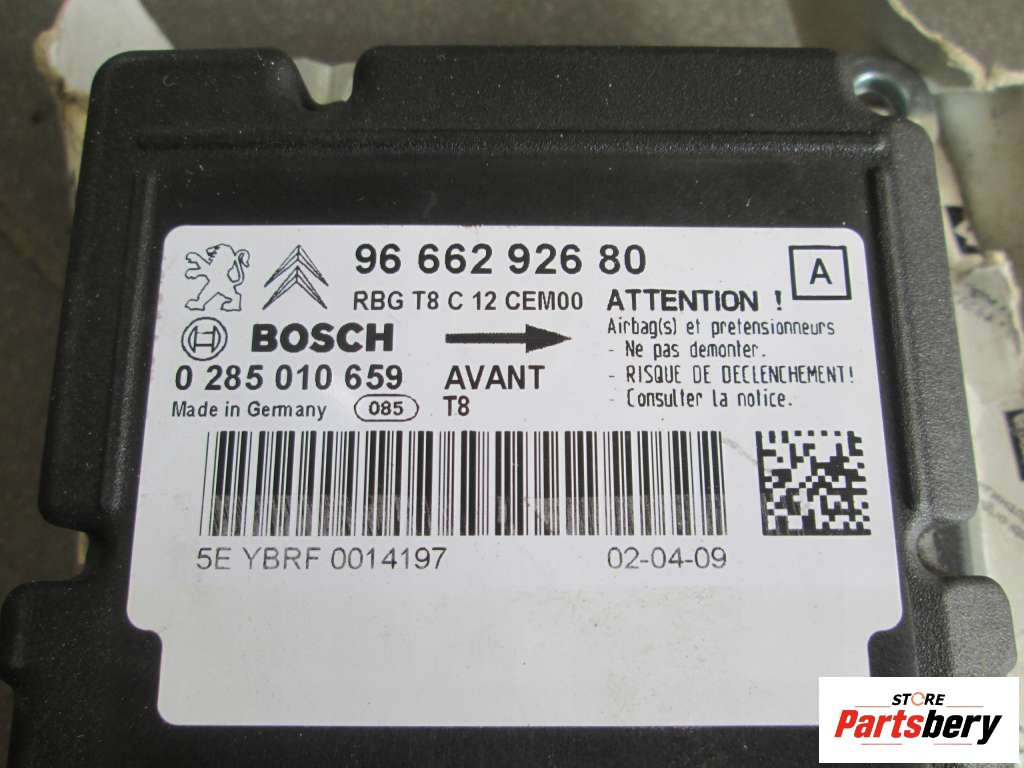 96 662 926 80
A
RBG T8 C 12 CEM00
ATTENTION !
Airbag(s) et pretensionneurs
- Ne pas demonter.
- RISQUE DE DECLENCHEMENT!
- Consulter la notice.
BOSCH
0 285 010 659
AVANT
Made in Germany
085
T8
5E YBRF 0014197
02-04-09
STORE
Partsbery